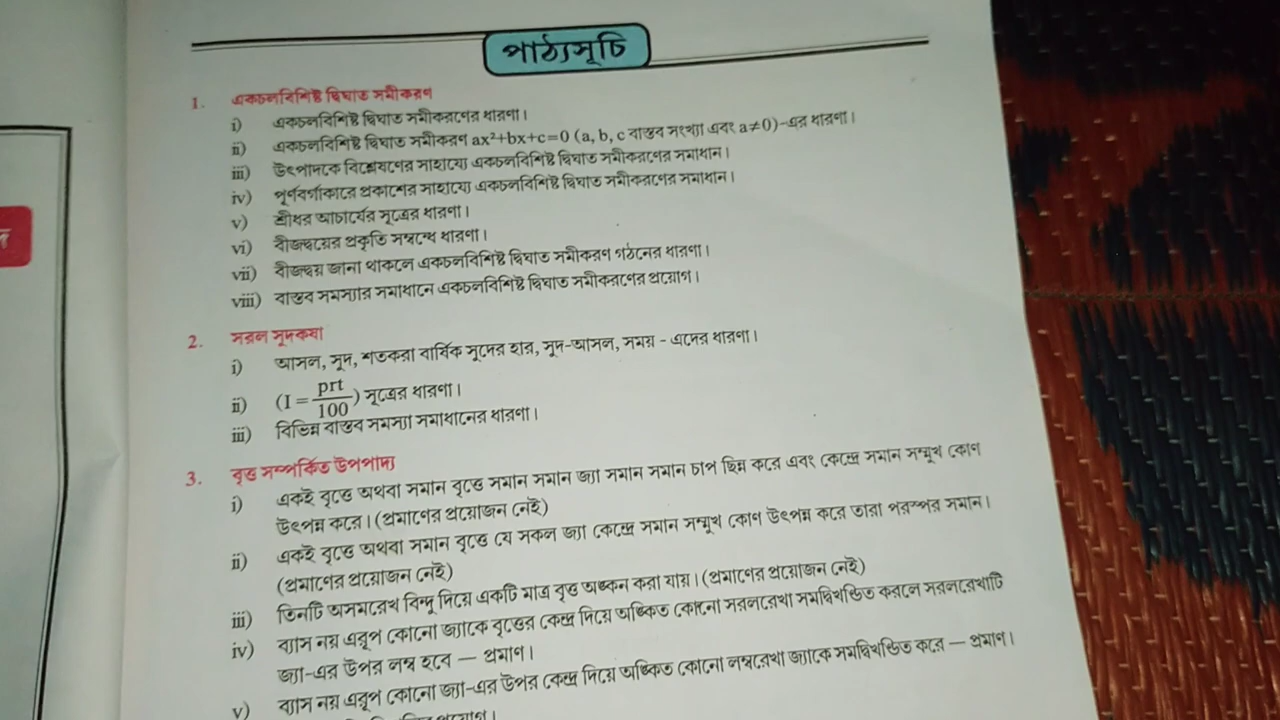 পাঠ্যসূচি
1. একচলবিশিষ্ট দ্বিঘাত সমীকরণ
i) একচলবিশিষ্ট দ্বিঘাত সমীকরণের ধারণা।
ii) একচলবিশিষ্ট দ্বিঘাত সমীকরণ ax²+bx+c=0 (a, b, c বাস্তব সংখ্যা এবং a≠0)-এর ধারণা।
iii) উৎপাদকে বিশ্লেষণের সাহায্যে একচলবিশিষ্ট দ্বিঘাত সমীকরণের সমাধান।
iv) পূর্ণবর্গাকারে প্রকাশের সাহায্যে একচলবিশিষ্ট দ্বিঘাত সমীকরণের সমাধান।
v) শ্রীধর আচার্যের সূত্রের ধারণা।
vi) বীজদ্বয়ের প্রকৃতি সম্বন্ধে ধারণা।
vii) বীজদ্বয় জানা থাকলে একচলবিশিষ্ট দ্বিঘাত সমীকরণ গঠনের ধারণা।
viii) বাস্তব সমস্যার সমাধানে একচলবিশিষ্ট দ্বিঘাত সমীকরণের প্রয়োগ।
2. সরল সুদকষা
i) আসল, সুদ, শতকরা বার্ষিক সুদের হার, সুদ-আসল, সময় - এদের ধারণা।
ii) (I = prt/100) সূত্রের ধারণা।
iii) বিভিন্ন বাস্তব সমস্যা সমাধানের ধারণা।
3. বৃত্ত সম্পর্কিত উপপাদ্য
i) একই বৃত্তে অথবা সমান বৃত্তে সমান সমান জ্যা সমান সমান চাপ ছিন্ন করে এবং কেন্দ্রে সমান সম্মুখ কোণ
উৎপন্ন করে। (প্রমাণের প্রয়োজন নেই)
ii) একই বৃত্তে অথবা সমান বৃত্তে যে সকল জ্যা কেন্দ্রে সমান সম্মুখ কোণ উৎপন্ন করে তারা পরস্পর সমান।
(প্রমাণের প্রয়োজন নেই)
iii) তিনটি অসমরেখ বিন্দু দিয়ে একটি মাত্র বৃত্ত অঙ্কন করা যায়। (প্রমাণের প্রয়োজন নেই)
iv) ব্যাস নয় এরূপ কোনো জ্যাকে বৃত্তের কেন্দ্র দিয়ে অঙ্কিত কোনো সরলরেখা সমদ্বিখণ্ডিত করলে সরলরেখাটি
জ্যা-এর উপর লম্ব হবে — প্রমাণ।
v) ব্যাস নয় এরূপ কোনো জ্যা-এর উপর কেন্দ্র দিয়ে অঙ্কিত কোনো লম্বরেখা জ্যাকে সমদ্বিখণ্ডিত করে — প্রমাণ।